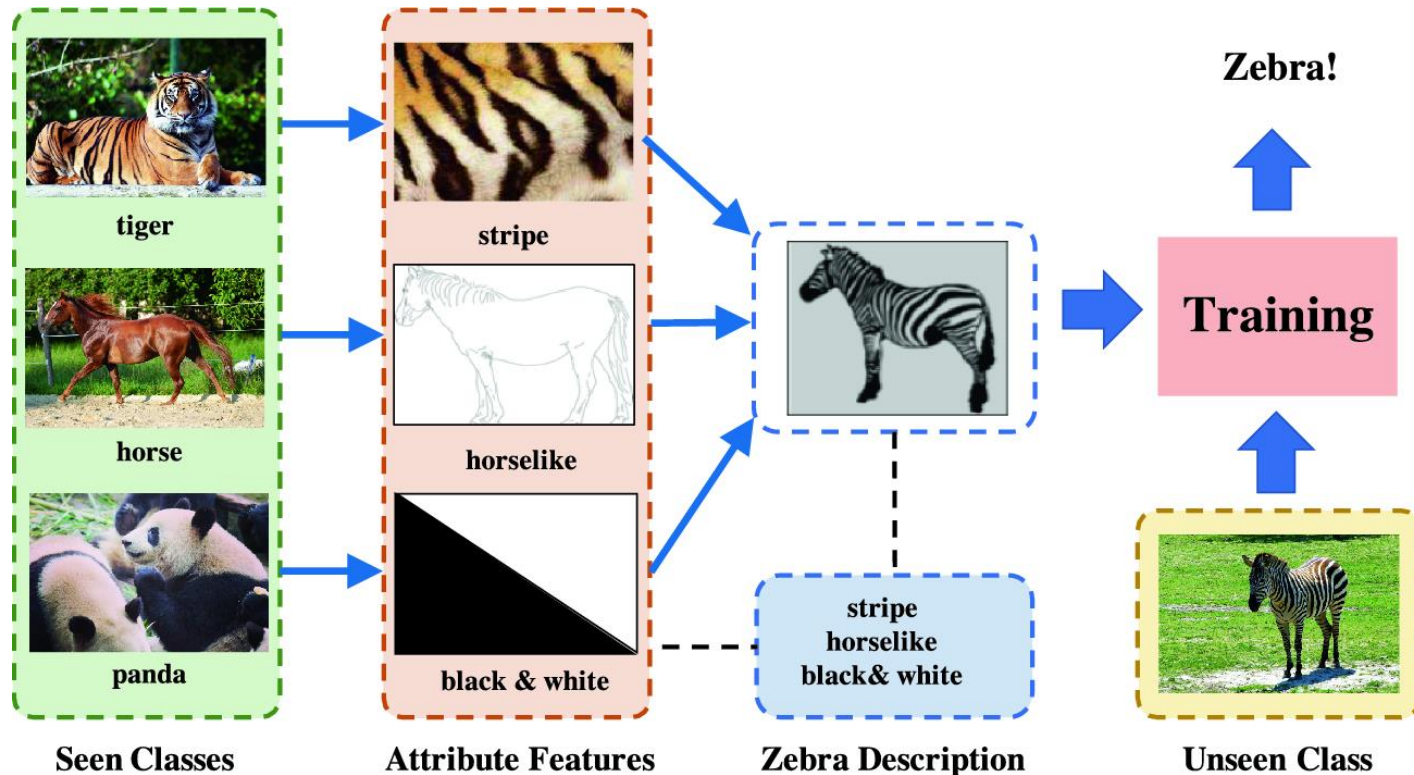 tiger
horse
panda
Seen Classes
stripe
horselike
black & white
Attribute Features
stripe
horselike
black& white
Zebra Description
Zebra!
Training
Unseen Class